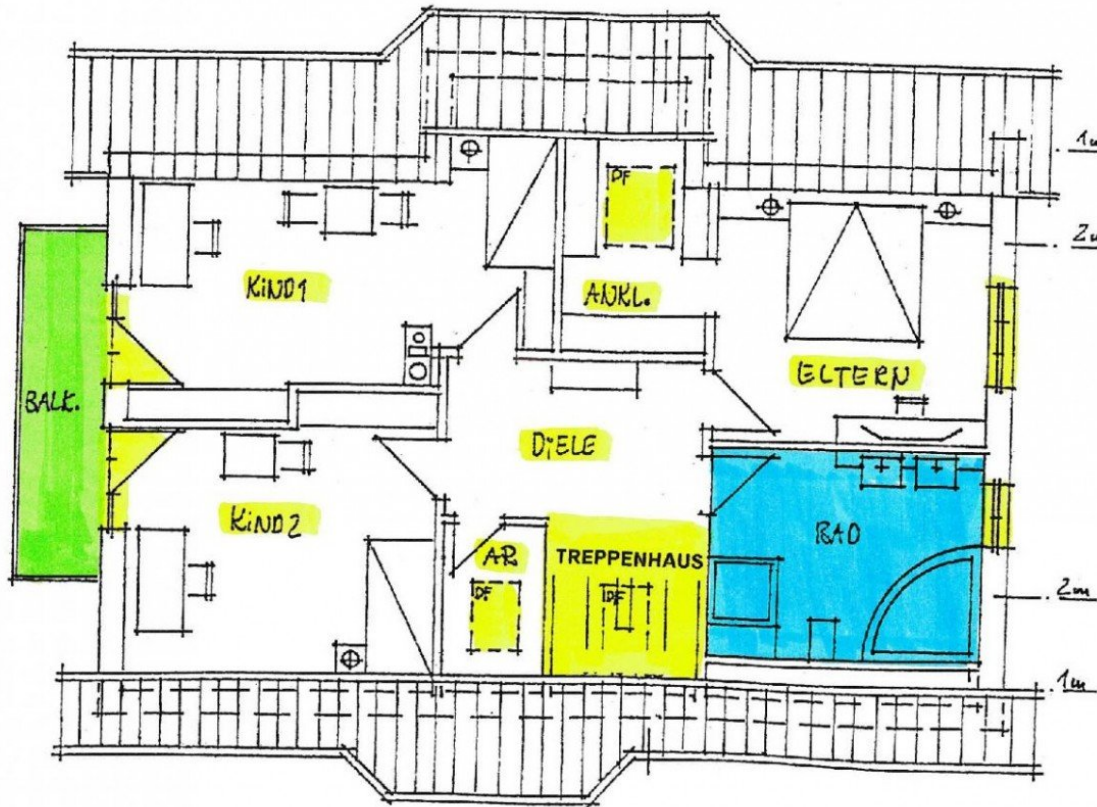 1m
DF
2m
KiND1
ANKL.
ELTERN
BALK.
DiELE
KiND2
AR
TREPPENHAUS
BAD
DF
DF
2m
1m